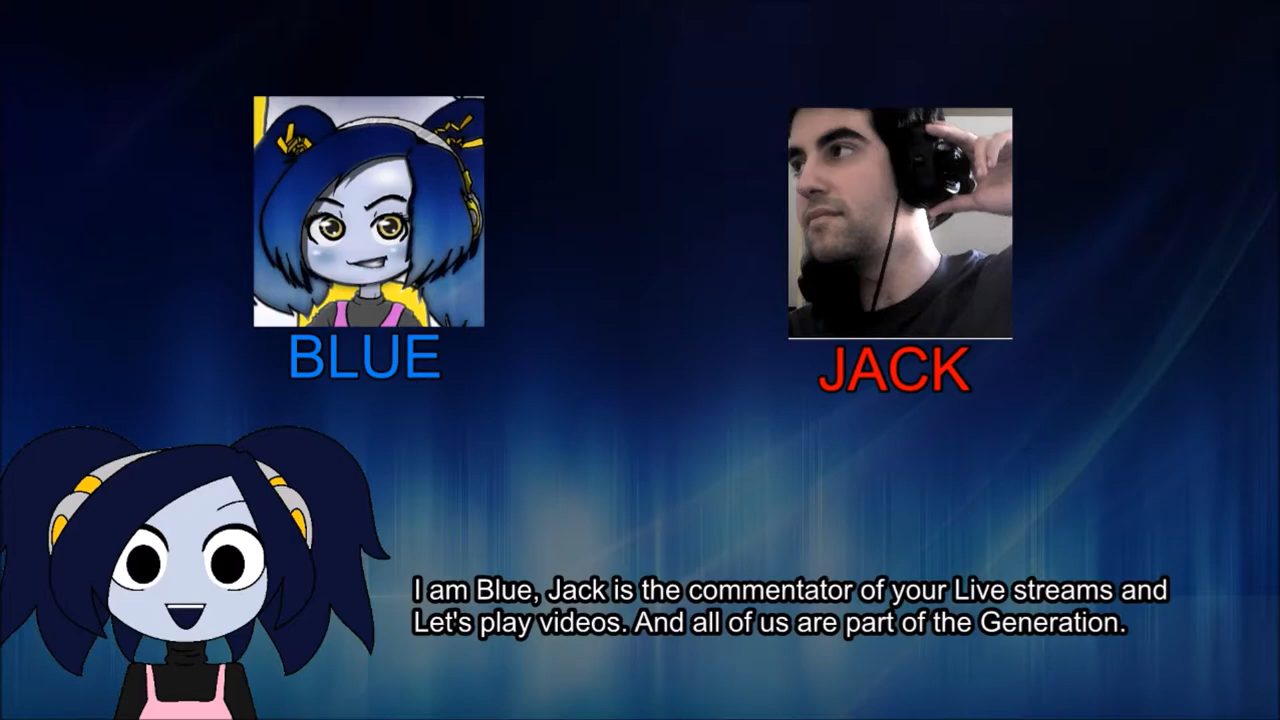 BLUE
JACK
I am Blue, Jack is the commentator of your Live streams and
Let's play videos. And all of us are part of the Generation.